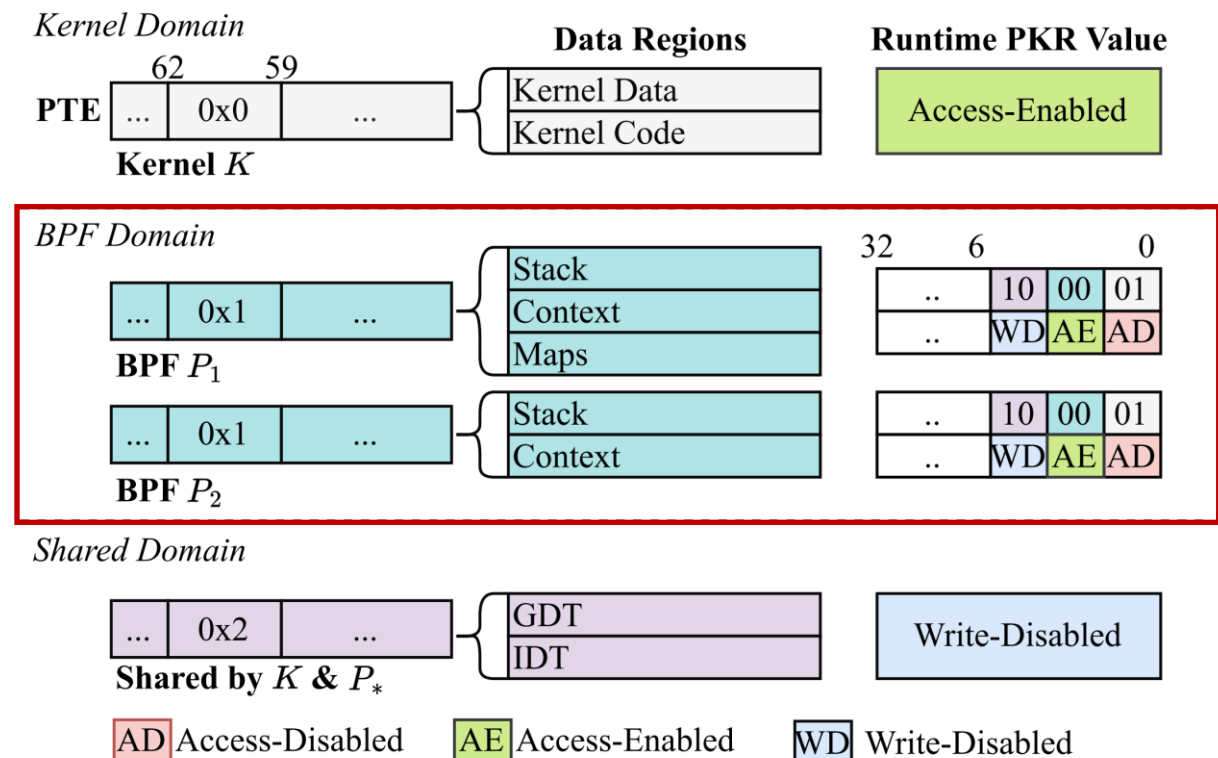 Kernel Domain
Data Regions
Runtime PKR Value
62 59
PTE ... 0x0 ...
Kernel Data
Kernel Code
Access-Enabled
Kernel K
BPF Domain
32 6 0
... 0x1 ...
Stack
Context
Maps
.. 10 00 01
.. WD AE AD
BPF P₁
... 0x1 ...
Stack
Context
.. 10 00 01
.. WD AE AD
BPF P₂
Shared Domain
... 0x2 ...
GDT
IDT
Write-Disabled
Shared by K & P*
AD Access-Disabled AE Access-Enabled WD Write-Disabled